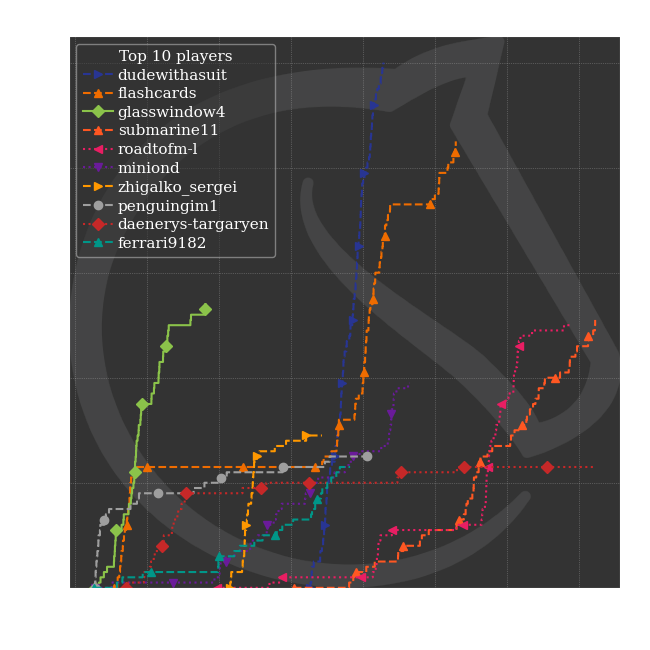 Top 10 players
dudewithasuit
flashcards
glasswindow4
submarine11
roadtofm-l
miniond
zhigalko_sergei
penguingim1
daenerys-targaryen
ferrari9182